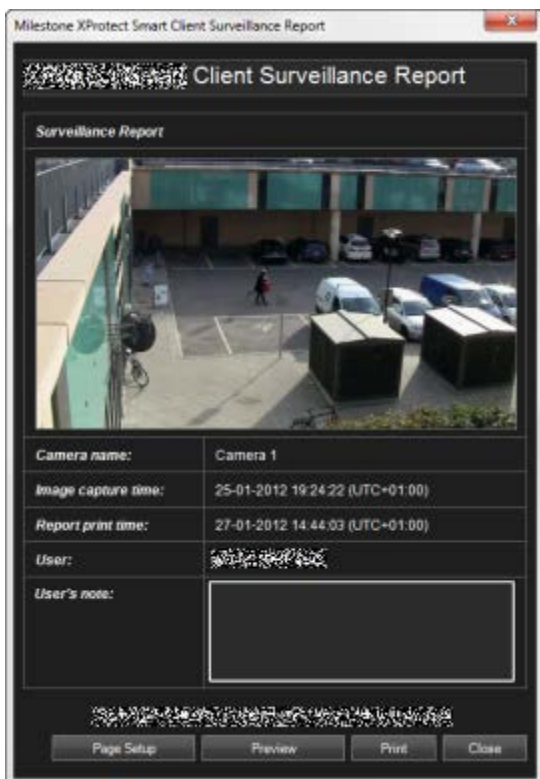 Milestone XProtect Smart Client Surveillance Report
Client Surveillance Report
Surveillance Report
Camera name: Camera 1
Image capture time: 25-01-2012 19:24:22 (UTC+01:00)
Report print time: 27-01-2012 14:44:03 (UTC+01:00)
User:
User's note:
Page Setup Preview Print Close